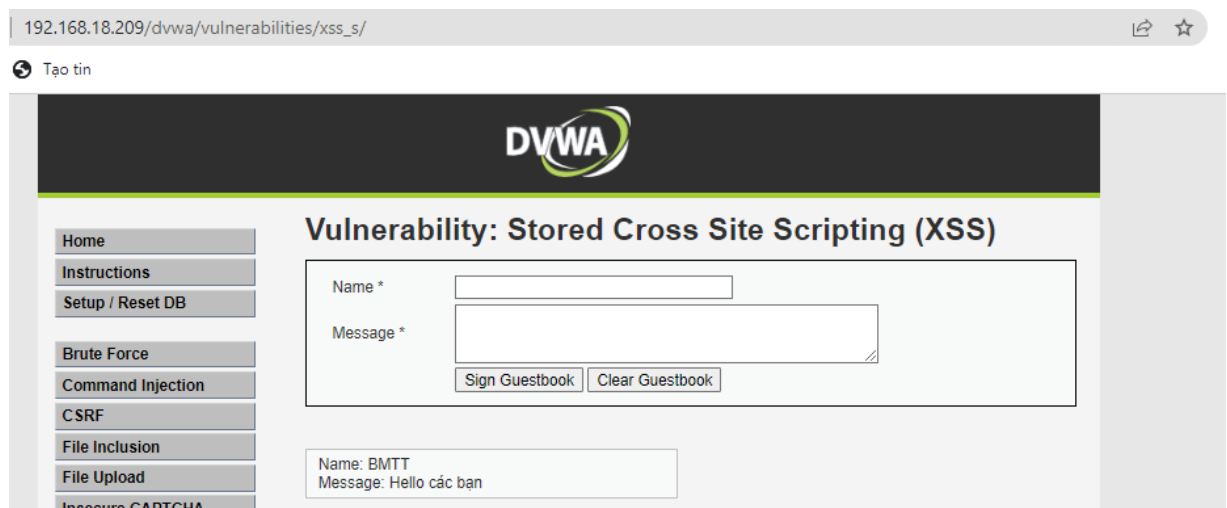 192.168.18.209/dvwa/vulnerabilities/xss_s/
Tạo tin
DVWA
Vulnerability: Stored Cross Site Scripting (XSS)
Home
Instructions
Setup / Reset DB
Brute Force
Command Injection
CSRF
File Inclusion
File Upload
Insecure CAPTCHA
Name *
Message *
Sign Guestbook Clear Guestbook
Name: BMTT
Message: Hello các bạn